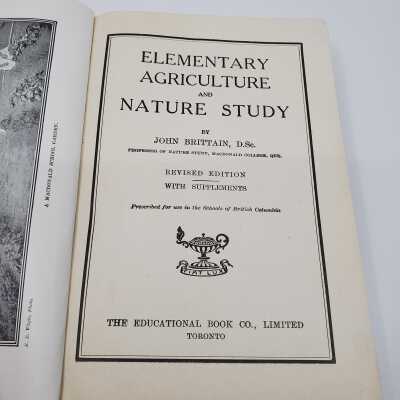 ELEMENTARY
AGRICULTURE
AND
NATURE STUDY
BY
JOHN BRITTAIN, D.Sc.
PROFESSOR OF NATURE STUDY, MACDONALD COLLEGE, QUE.
REVISED EDITION
WITH SUPPLEMENTS
Prescribed for use in the Schools of British Columbia
FIAT LUX
THE EDUCATIONAL BOOK CO., LIMITED
TORONTO
A MACDONALD SCHOOL GARDEN.